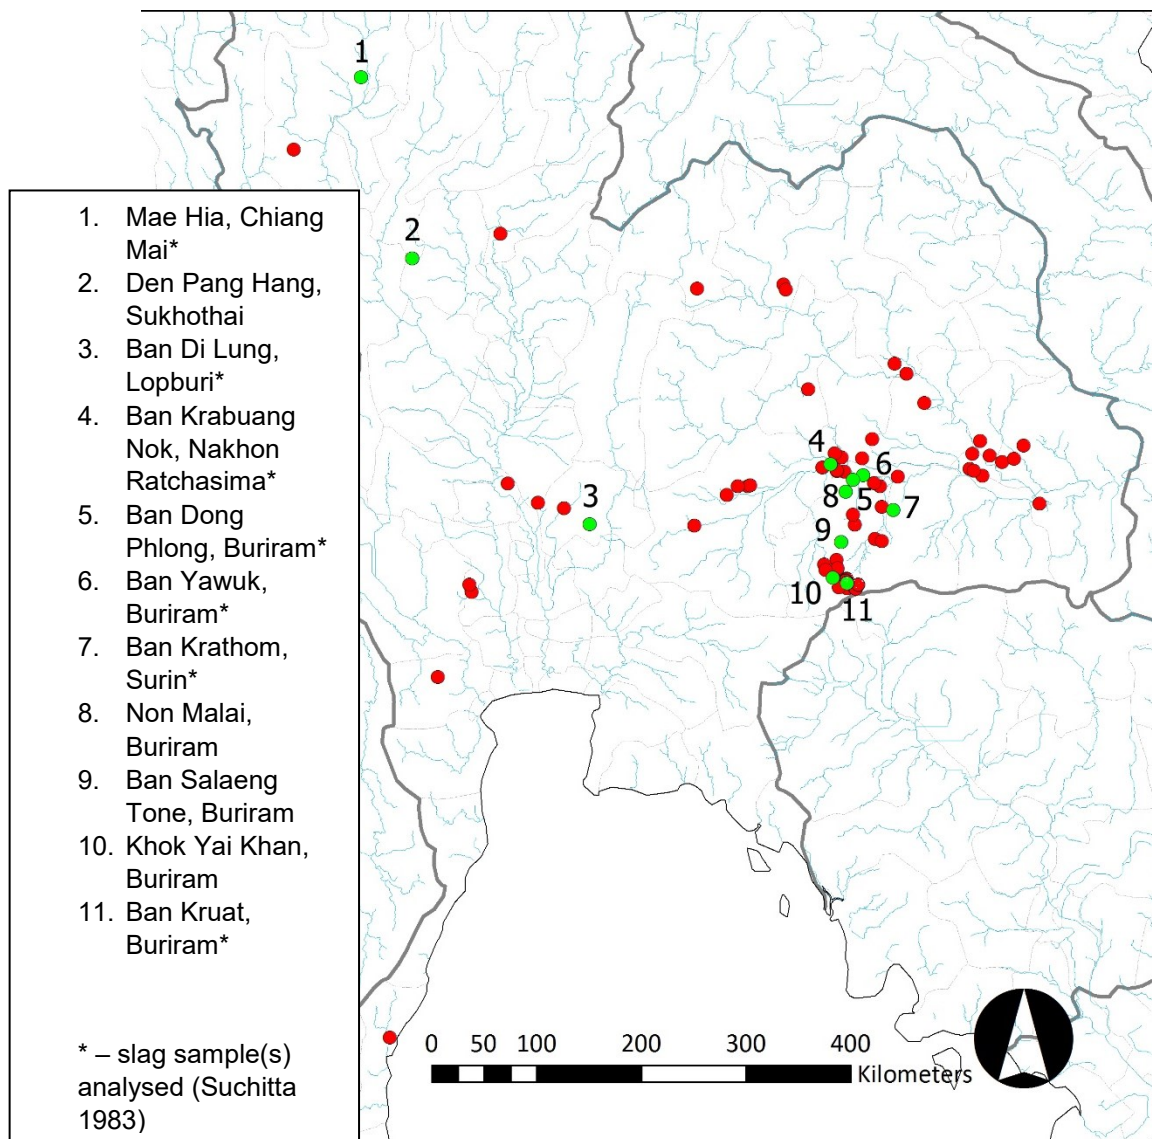 1. Mae Hia, Chiang
Mai*
2. Den Pang Hang,
Sukhothai
3. Ban Di Lung,
Lopburi*
4. Ban Krabuang
Nok, Nakhon
Ratchasima*
5. Ban Dong
Phlong, Buriram*
6. Ban Yawuk,
Buriram*
7. Ban Krathom,
Surin*
8. Non Malai,
Buriram
9. Ban Salaeng
Tone, Buriram
10. Khok Yai Khan,
Buriram
11. Ban Kruat,
Buriram*
* – slag sample(s)
analysed (Suchitta
1983)
1
2
3
4
6
8
5
7
9
10
11
0 50 100 200 300 400
Kilometers